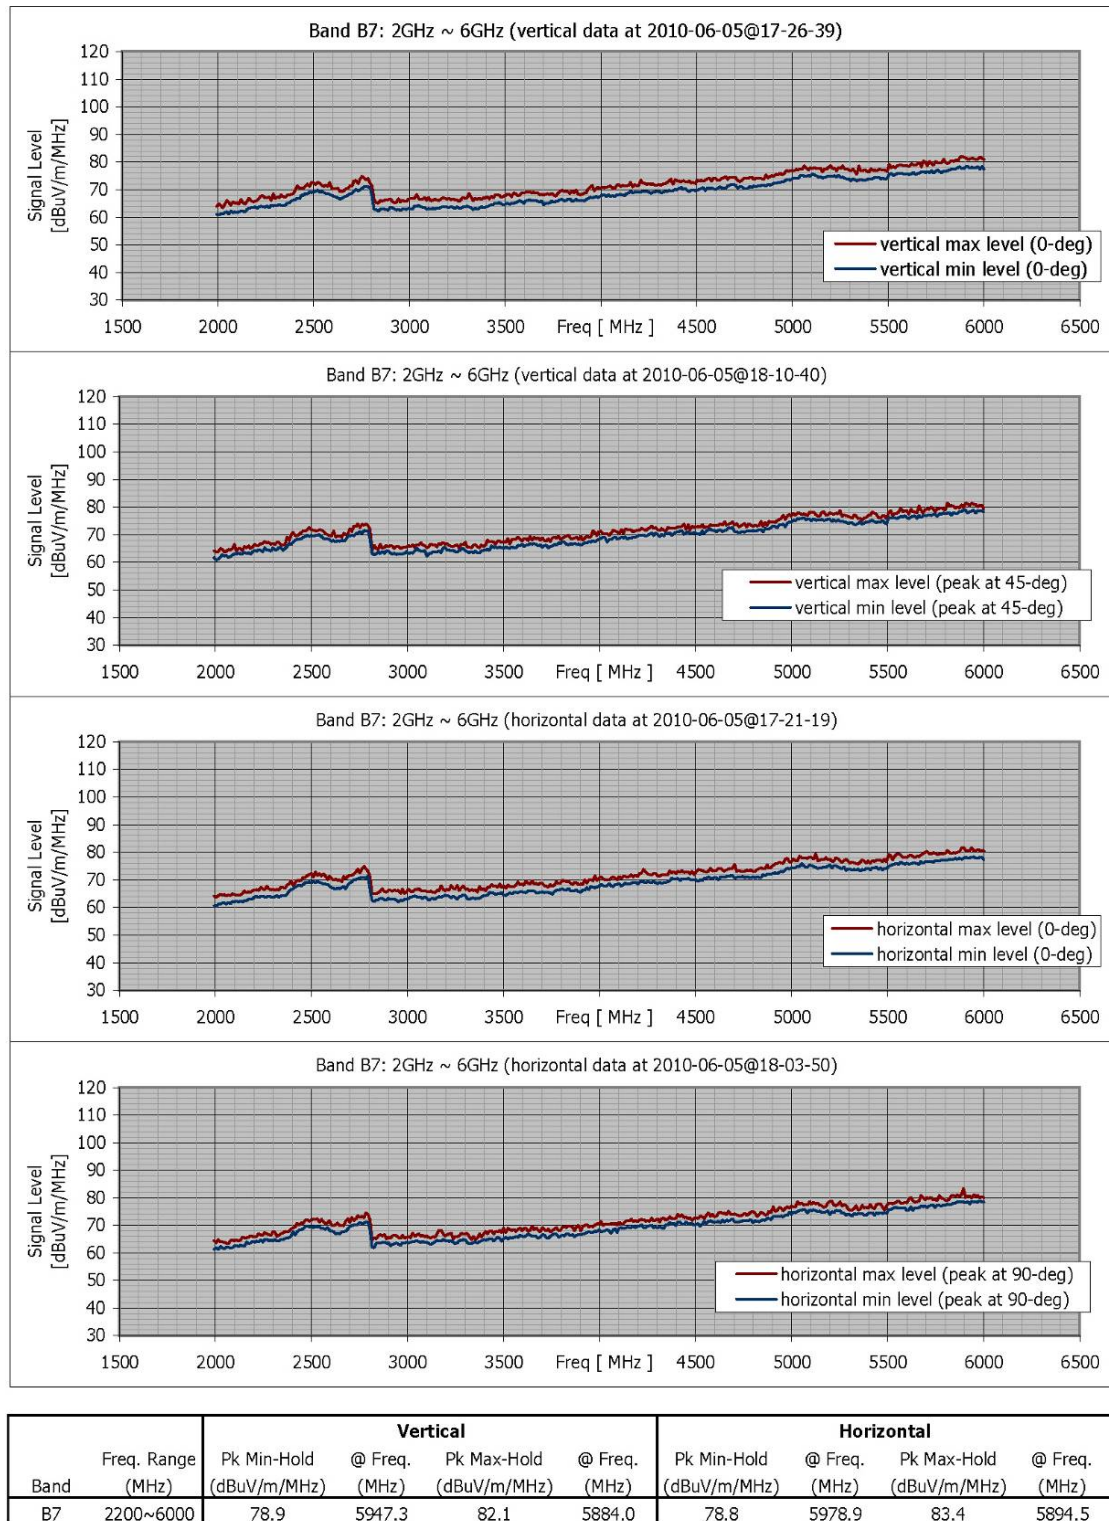 Band B7: 2GHz ~ 6GHz (vertical data at 2010-06-05@17-26-39)
120
110
100
90
80
70
60
50
40
30
Signal Level
[dBuV/m/MHz]
vertical max level (0-deg)
vertical min level (0-deg)
1500 2000 2500 3000 3500 Freq [ MHz ] 4500 5000 5500 6000 6500
Band B7: 2GHz ~ 6GHz (vertical data at 2010-06-05@18-10-40)
120
110
100
90
80
70
60
50
40
30
Signal Level
[dBuV/m/MHz]
vertical max level (peak at 45-deg)
vertical min level (peak at 45-deg)
1500 2000 2500 3000 3500 Freq [ MHz ] 4500 5000 5500 6000 6500
Band B7: 2GHz ~ 6GHz (horizontal data at 2010-06-05@17-21-19)
120
110
100
90
80
70
60
50
40
30
Signal Level
[dBuV/m/MHz]
horizontal max level (0-deg)
horizontal min level (0-deg)
1500 2000 2500 3000 3500 Freq [ MHz ] 4500 5000 5500 6000 6500
Band B7: 2GHz ~ 6GHz (horizontal data at 2010-06-05@18-03-50)
120
110
100
90
80
70
60
50
40
30
Signal Level
[dBuV/m/MHz]
horizontal max level (peak at 90-deg)
horizontal min level (peak at 90-deg)
1500 2000 2500 3000 3500 Freq [ MHz ] 4500 5000 5500 6000 6500
Vertical Horizontal
Freq. Range Pk Min-Hold @ Freq. Pk Max-Hold @ Freq. Pk Min-Hold @ Freq. Pk Max-Hold @ Freq.
Band (MHz) (dBuV/m/MHz) (MHz) (dBuV/m/MHz) (MHz) (dBuV/m/MHz) (MHz) (dBuV/m/MHz) (MHz)
B7 2200~6000 78.9 5947.3 82.1 5884.0 78.8 5978.9 83.4 5894.5